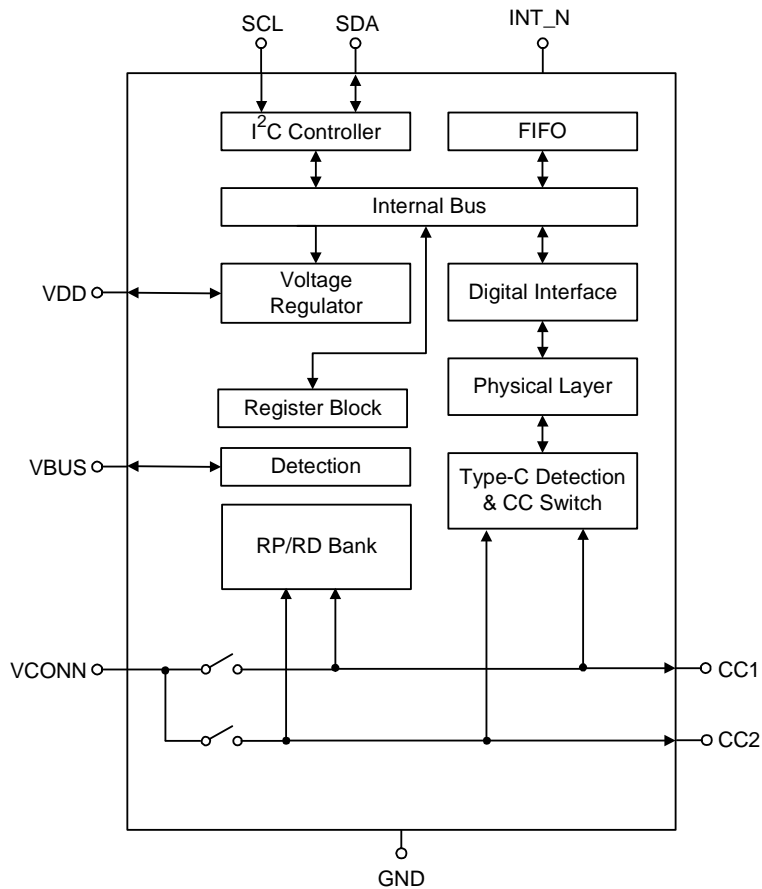 SCL
SDA
INT_N
I²C Controller
FIFO
Internal Bus
VDD
Voltage
Regulator
Digital Interface
Physical Layer
Register Block
VBUS
Detection
Type-C Detection
& CC Switch
RP/RD Bank
VCONN
CC1
CC2
GND